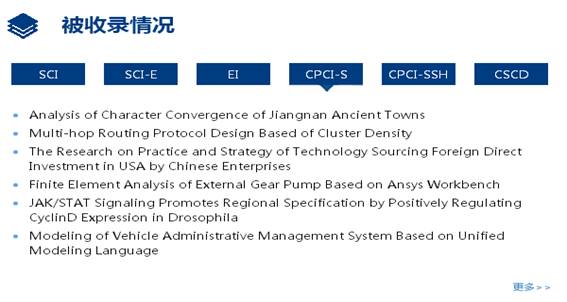 被收录情况
SCI SCI-E EI CPCI-S CPCI-SSH CSCD
Analysis of Character Convergence of Jiangnan Ancient Towns
Multi-hop Routing Protocol Design Based of Cluster Density
The Research on Practice and Strategy of Technology Sourcing Foreign Direct
Investment in USA by Chinese Enterprises
Finite Element Analysis of External Gear Pump Based on Ansys Workbench
JAK/STAT Signaling Promotes Regional Specification by Positively Regulating
CyclinD Expression in Drosophila
Modeling of Vehicle Administrative Management System Based on Unified
Modeling Language
更多>>